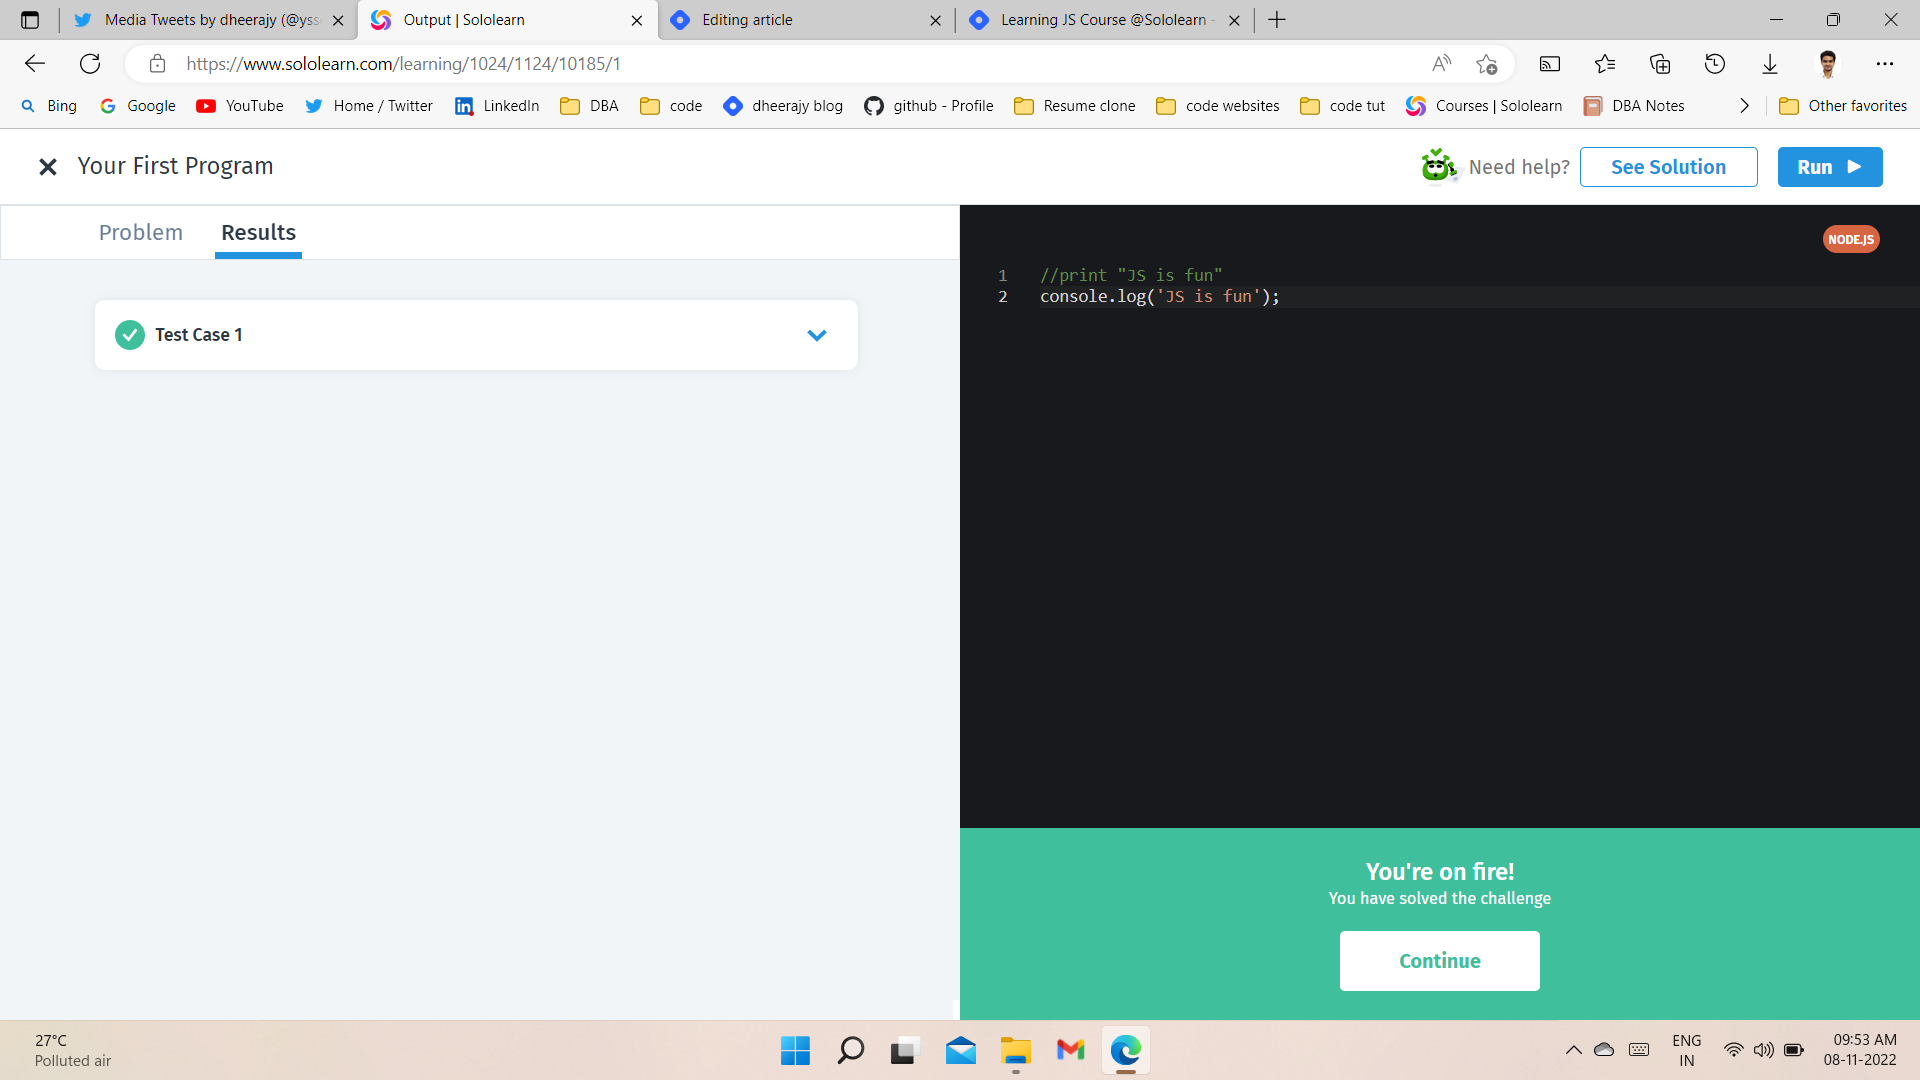 Media Tweets by dheerajy (@yss
Output | Sololearn
Editing article
Learning JS Course @Sololearn -
https://www.sololearn.com/learning/1024/1124/10185/1
Bing
Google
YouTube
Home / Twitter
LinkedIn
DBA
code
dheerajy blog
github - Profile
Resume clone
code websites
code tut
Courses | Sololearn
DBA Notes
Other favorites
Your First Program
Need help?
See Solution
Run
Problem
Results
NODE.JS
1 //print "JS is fun"
2 console.log('JS is fun');
Test Case 1
You're on fire!
You have solved the challenge
Continue
27°C
Polluted air
ENG
IN
09:53 AM
08-11-2022